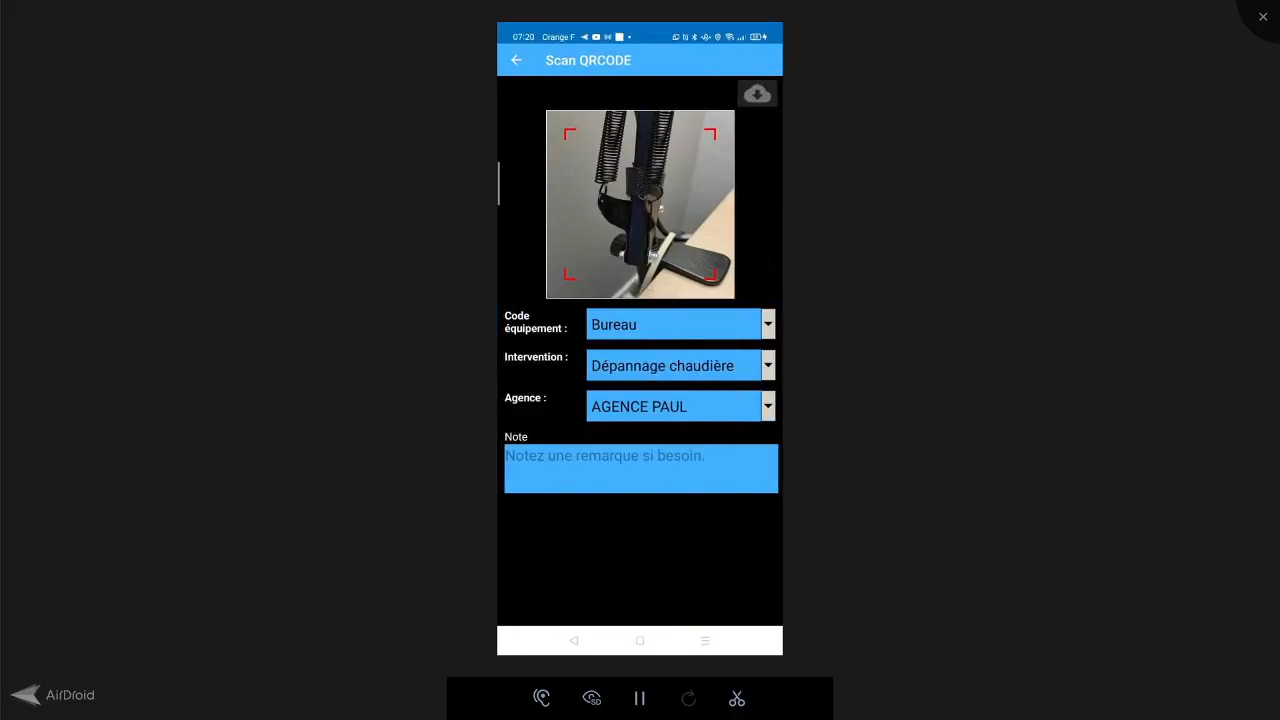 07:20 Orange F
Scan QRCODE
Code
équipement :
Bureau
Intervention :
Dépannage chaudière
Agence :
AGENCE PAUL
Note
Notez une remarque si besoin.
SD
AirDroid